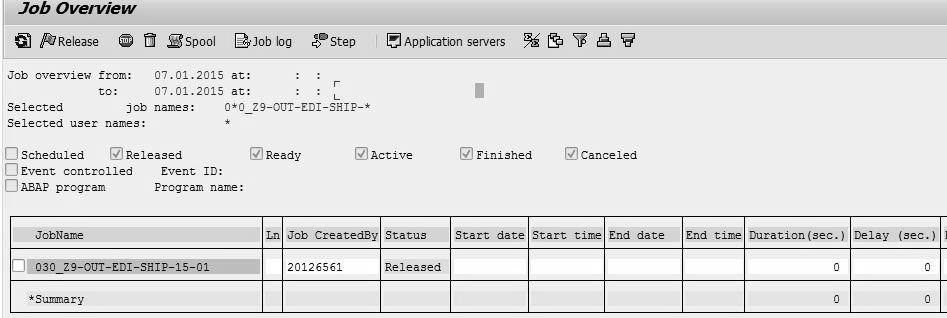 Job Overview
Release Spool Job log Step Application servers
Job overview from: 07.01.2015 at: : :
to: 07.01.2015 at: : :
Selected job names: 0*0_Z9-OUT-EDI-SHIP-*
Selected user names: *
Scheduled Released Ready Active Finished Canceled
Event controlled Event ID:
ABAP program Program name:
JobName Ln Job CreatedBy Status Start date Start time End date End time Duration(sec.) Delay (sec.)
030_Z9-OUT-EDI-SHIP-15-01 20126561 Released 0 0
*Summary 0 0